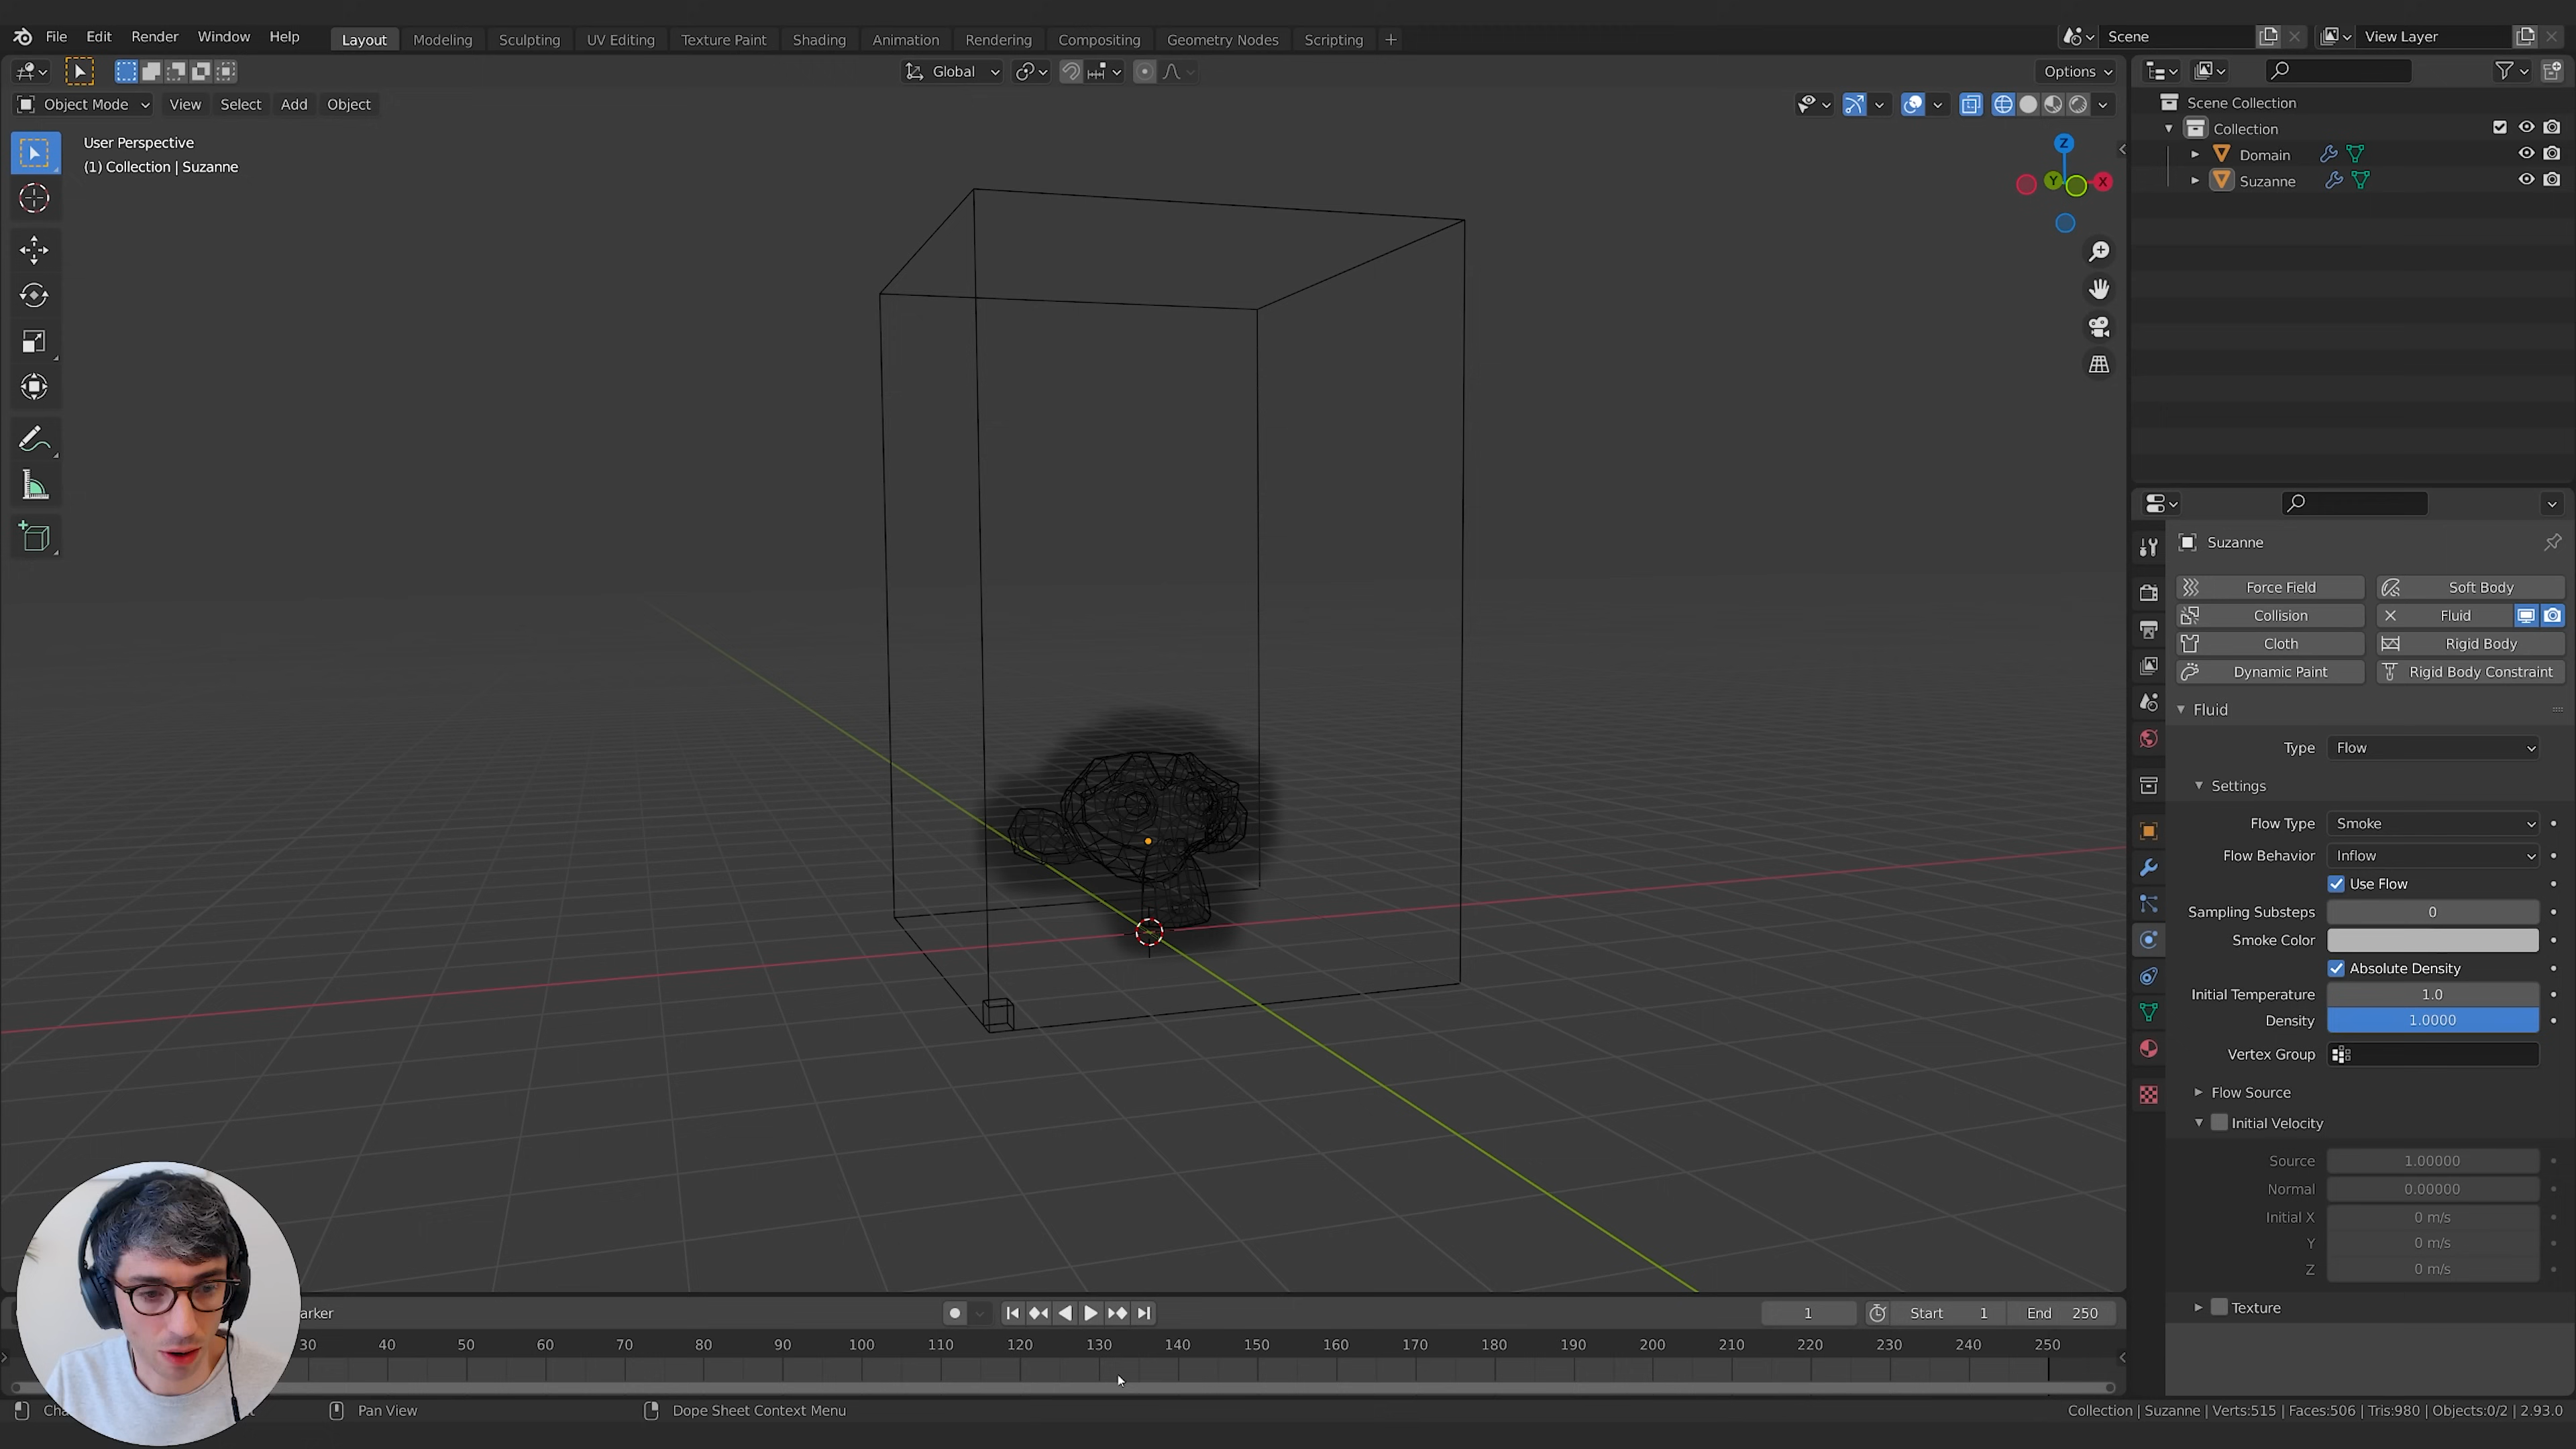 File Edit Render Window Help Layout Modeling Sculpting UV Editing Texture Paint Shading Animation Rendering Compositing Geometry Nodes Scripting + Scene View Layer
Global Options
Object Mode View Select Add Object
User Perspective
(1) Collection | Suzanne
Z
Y
X
Scene Collection
Collection
Domain
Suzanne
Suzanne
Force Field Soft Body
Collision Fluid
Cloth Rigid Body
Dynamic Paint Rigid Body Constraint
Fluid
Type Flow
Settings
Flow Type Smoke
Flow Behavior Inflow
Use Flow
Sampling Substeps 0
Smoke Color
Absolute Density
Initial Temperature 1.0
Density 1.0000
Vertex Group
Flow Source
Initial Velocity
Source 1.00000
Normal 0.00000
Initial X 0 m/s
Y 0 m/s
Z 0 m/s
Texture
arker 1 Start 1 End 250
30 40 50 60 70 80 90 100 110 120 130 140 150 160 170 180 190 200 210 220 230 240 250
Pan View Dope Sheet Context Menu Collection | Suzanne | Verts:515 | Faces:506 | Tris:980 | Objects:0/2 | 2.93.0